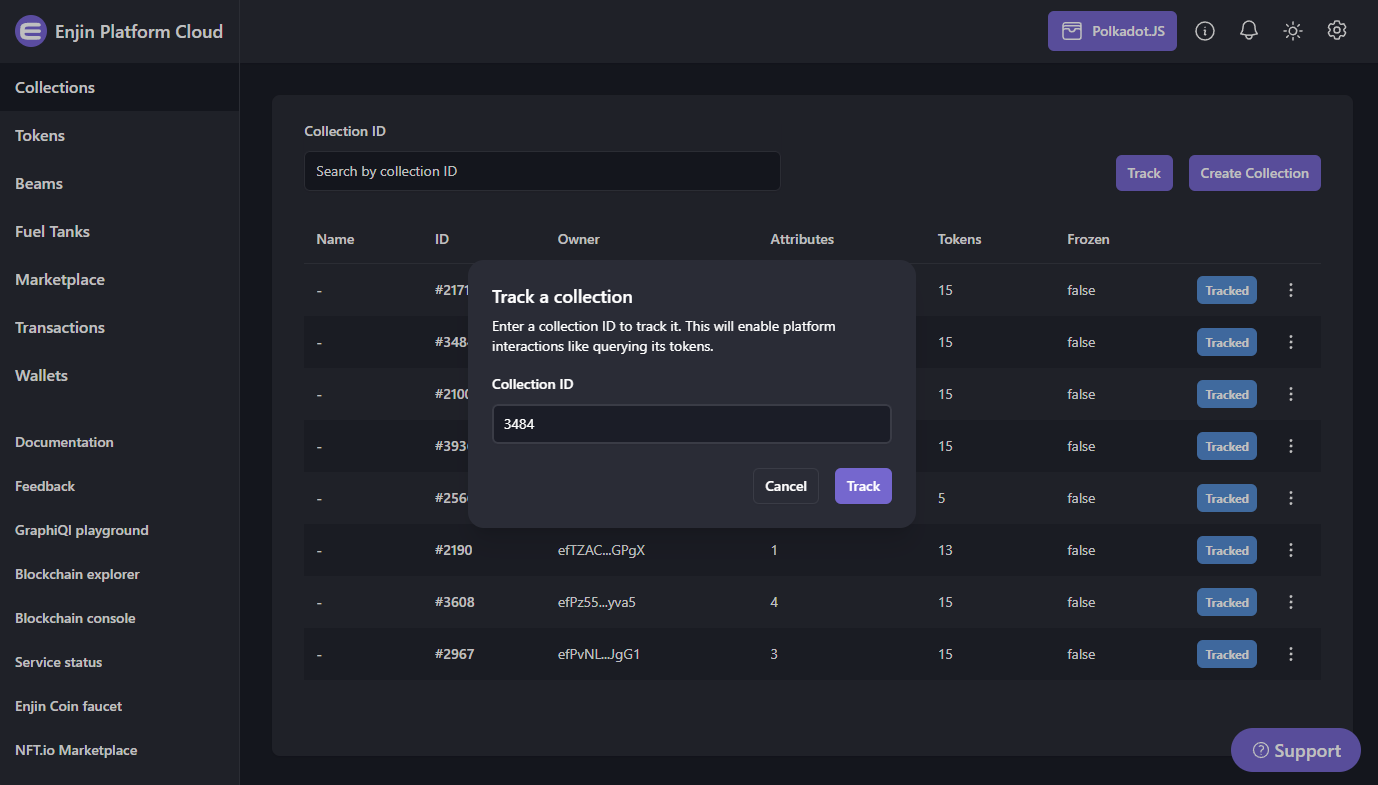 Enjin Platform Cloud
Polkadot.JS
Collections
Tokens
Beams
Fuel Tanks
Marketplace
Transactions
Wallets
Documentation
Feedback
GraphiQl playground
Blockchain explorer
Blockchain console
Service status
Enjin Coin faucet
NFT.io Marketplace
Collection ID
Search by collection ID
Track
Create Collection
Name ID Owner Attributes Tokens Frozen
- #2171 15 false Tracked
- #348 15 false Tracked
- #2100 15 false Tracked
- #393 15 false Tracked
- #256 5 false Tracked
- #2190 efTZAC...GPgX 1 13 false Tracked
- #3608 efPz55...yva5 4 15 false Tracked
- #2967 efPvNL...JgG1 3 15 false Tracked
Track a collection
Enter a collection ID to track it. This will enable platform
interactions like querying its tokens.
Collection ID
3484
Cancel Track
Support